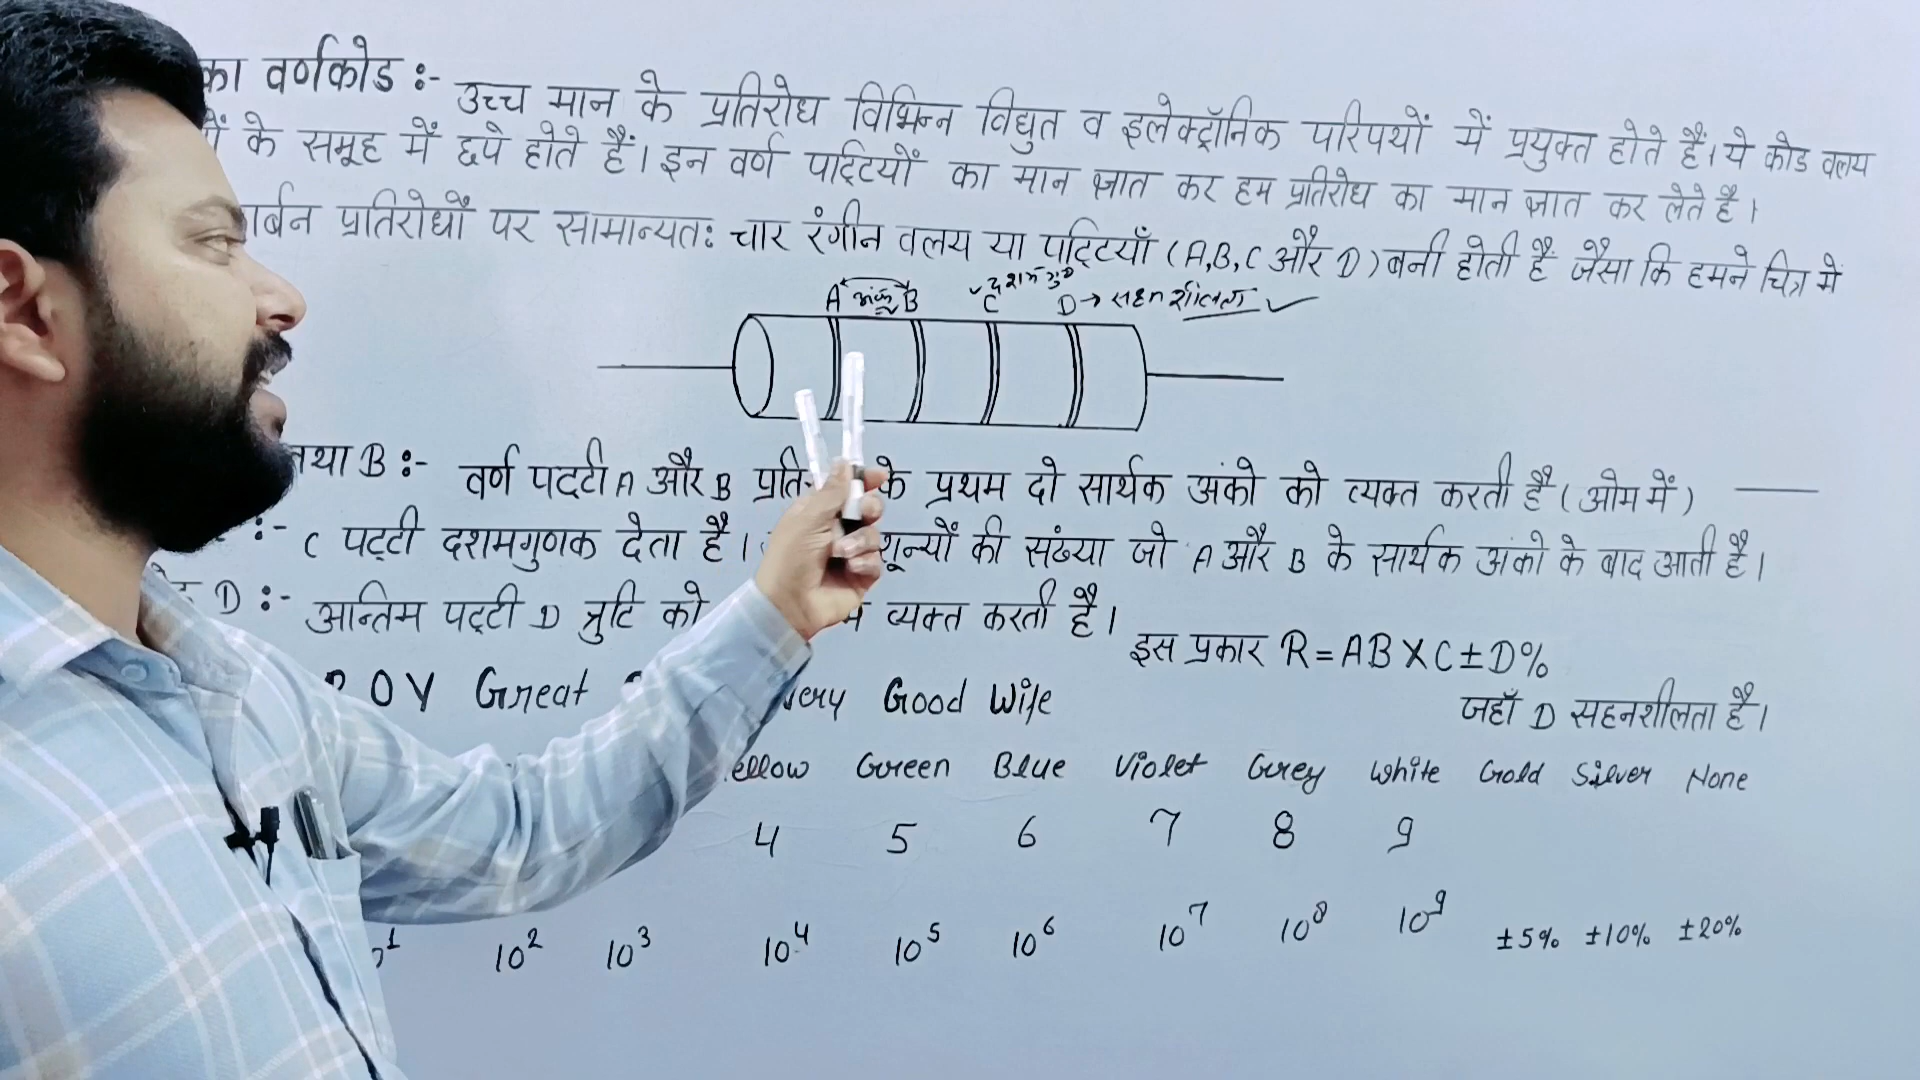 का वर्णकोड :- उच्च मान के प्रतिरोध विभिन्न विधुत व इलेक्ट्रॉनिक परिपथों में प्रयुक्त होते हैं। ये कोड वलय
के समूह में छपे होते हैं। इन वर्ण पट्टियों का मान ज्ञात कर हम प्रतिरोध का मान ज्ञात कर लेते है।
प्रतिरोधों पर सामान्यतः चार रंगीन वलय या पट्टियाँ (A,B,C और D) बनी होती हैं जैसा कि हमने चित्र में
A अंक B C D → सहनशीलता ✓
तथा B :- वर्ण पट्टी A और B के प्रथम दो सार्थक अंको को व्यक्त करती है (ओम में)
:- C पट्टी दशमगुणक देता है। शून्यों की संख्या जो A और B के सार्थक अंको के बाद आती है।
D :- अन्तिम पट्टी D त्रुटि को व्यक्त करती है।
इस प्रकार R = AB X C ± D%
जहाँ D सहनशीलता है।
O Y Great Very Good Wife
ellow Green Blue Violet Grey White Gold Silver None
4 5 6 7 8 9
10² 10³ 10⁴ 10⁵ 10⁶ 10⁷ 10⁸ 10⁹ ±5% ±10% ±20%